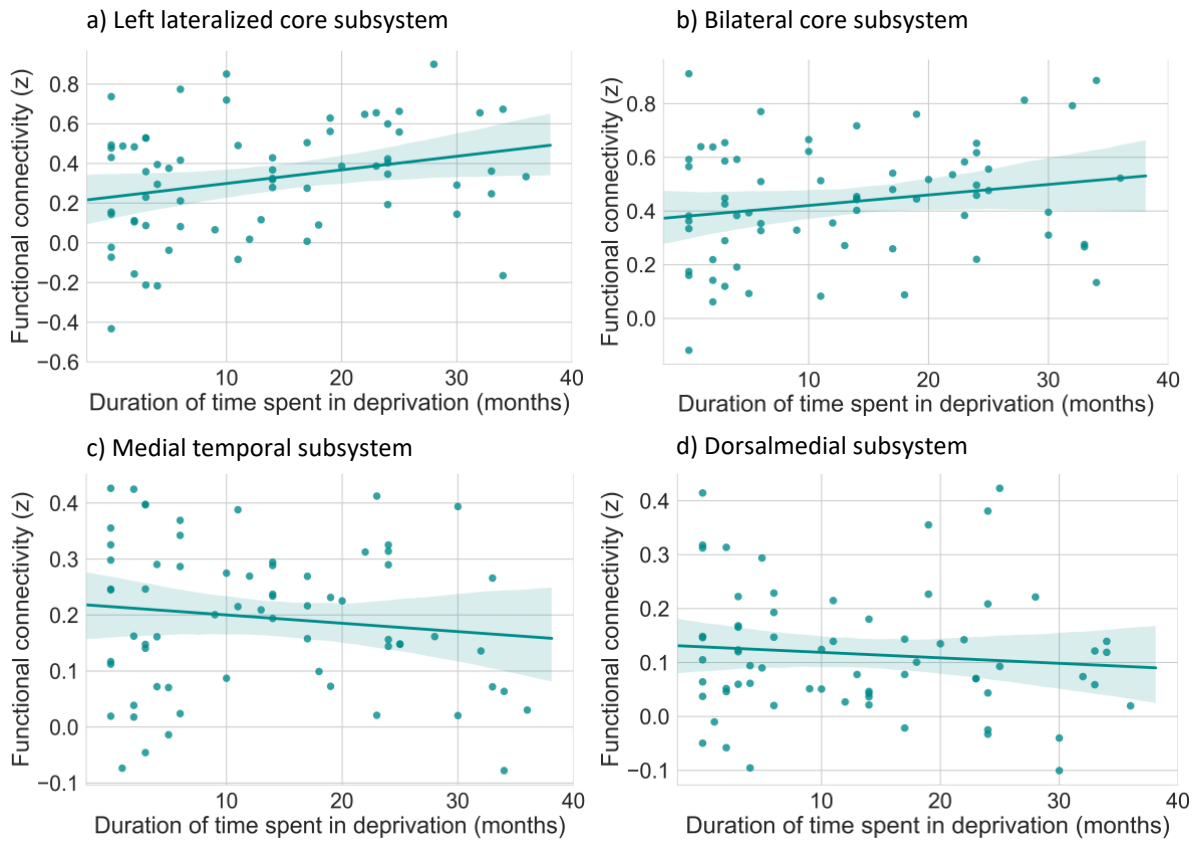 a) Left lateralized core subsystem
Functional connectivity (z)
0.8
0.6
0.4
0.2
0.0
−0.2
−0.4
−0.6
10 20 30 40
Duration of time spent in deprivation (months)
b) Bilateral core subsystem
Functional connectivity (z)
0.8
0.6
0.4
0.2
0.0
10 20 30 40
Duration of time spent in deprivation (months)
c) Medial temporal subsystem
Functional connectivity (z)
0.4
0.3
0.2
0.1
0.0
−0.1
10 20 30 40
Duration of time spent in deprivation (months)
d) Dorsalmedial subsystem
Functional connectivity (z)
0.4
0.3
0.2
0.1
0.0
−0.1
10 20 30 40
Duration of time spent in deprivation (months)